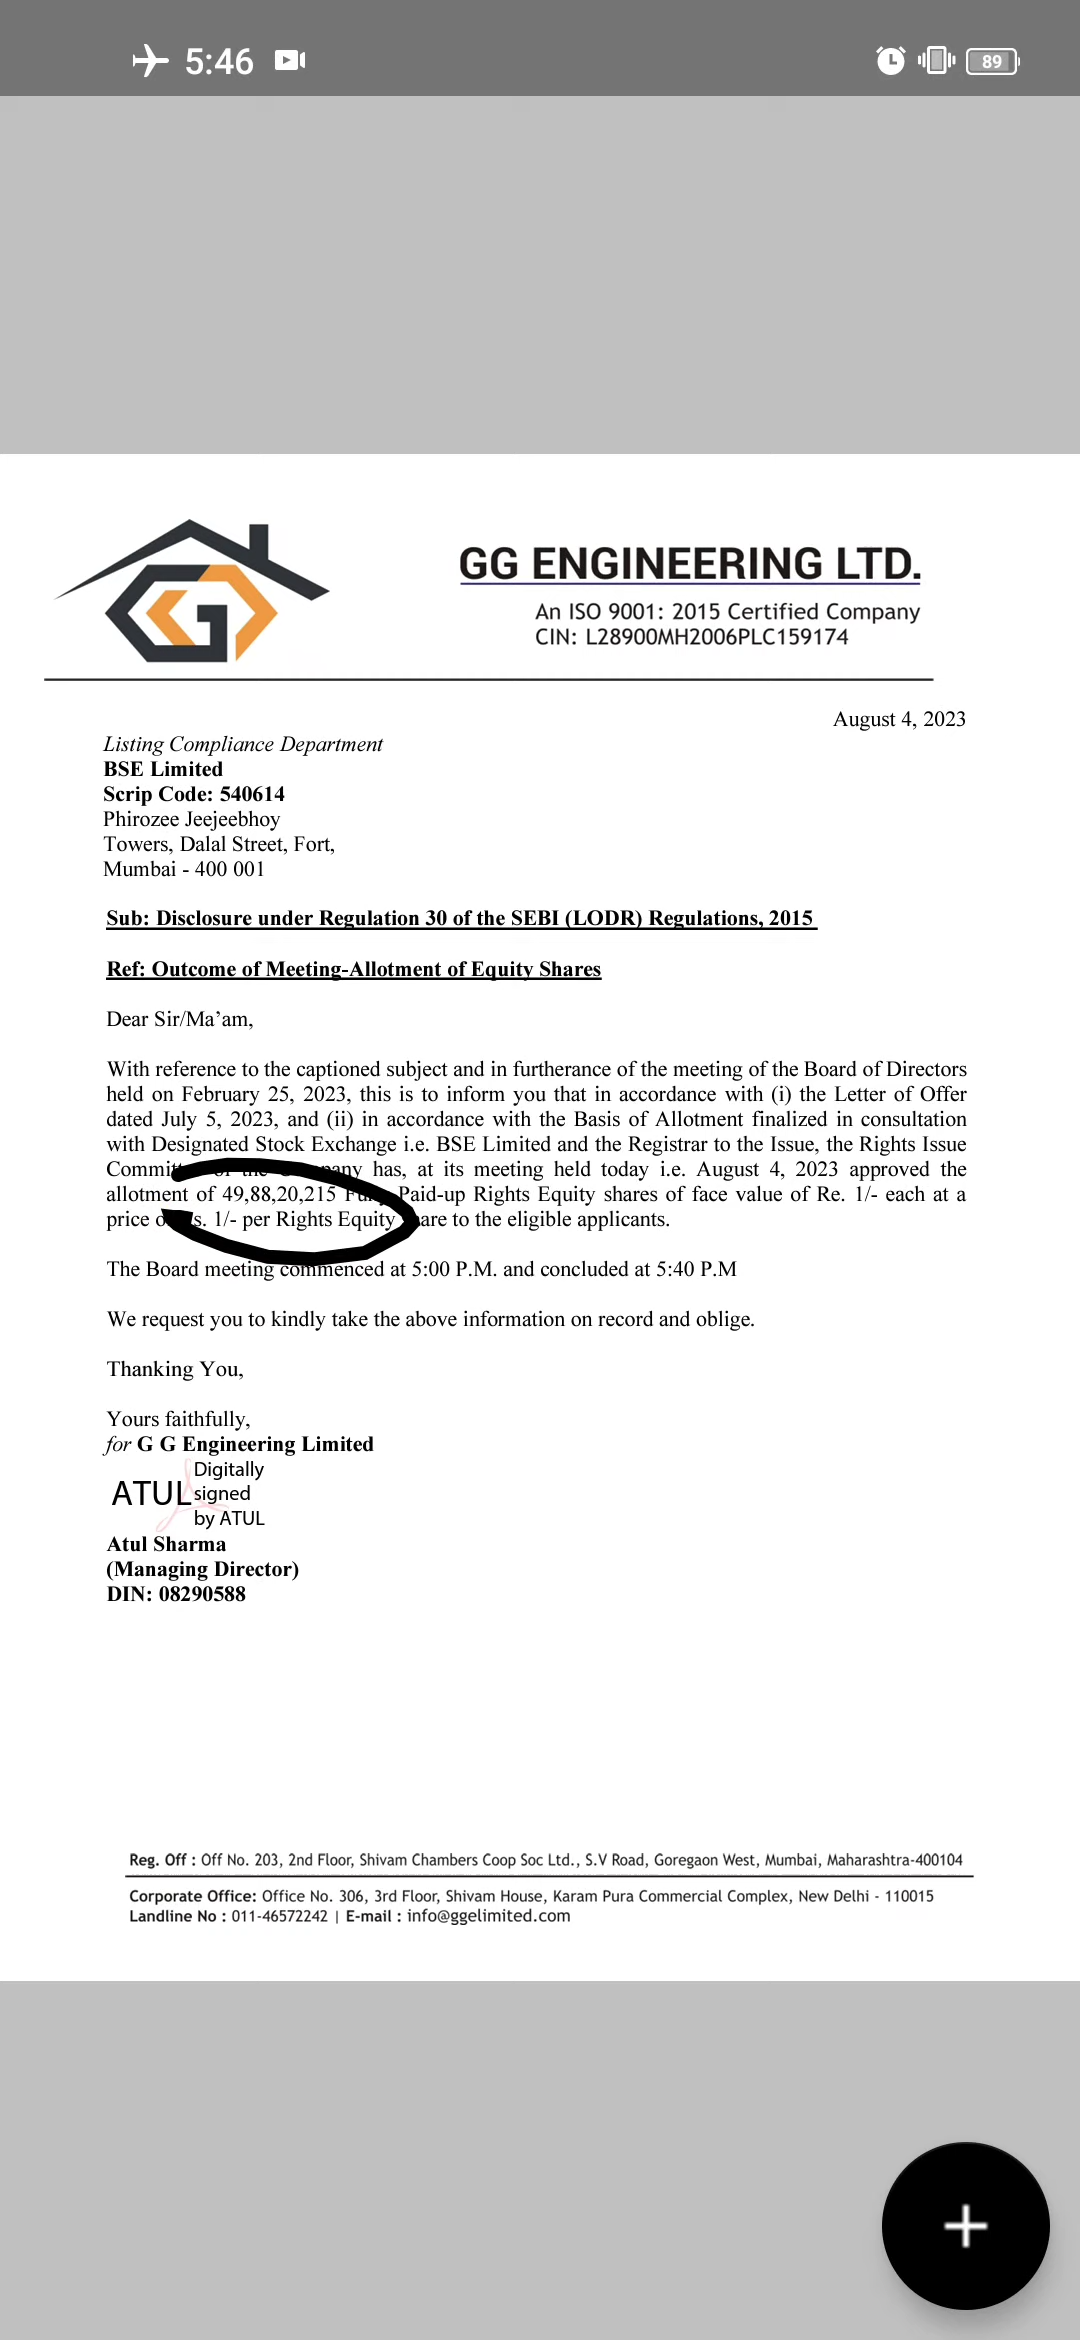 5:46
89
GG ENGINEERING LTD.
An ISO 9001: 2015 Certified Company
CIN: L28900MH2006PLC159174
August 4, 2023
Listing Compliance Department
BSE Limited
Scrip Code: 540614
Phirozee Jeejeebhoy
Towers, Dalal Street, Fort,
Mumbai - 400 001
Sub: Disclosure under Regulation 30 of the SEBI (LODR) Regulations, 2015
Ref: Outcome of Meeting-Allotment of Equity Shares
Dear Sir/Ma’am,
With reference to the captioned subject and in furtherance of the meeting of the Board of Directors
held on February 25, 2023, this is to inform you that in accordance with (i) the Letter of Offer
dated July 5, 2023, and (ii) in accordance with the Basis of Allotment finalized in consultation
with Designated Stock Exchange i.e. BSE Limited and the Registrar to the Issue, the Rights Issue
has, at its meeting held today i.e. August 4, 2023 approved the
allotment of 49,88,20,215 Paid-up Rights Equity shares of face value of Re. 1/- each at a
price 1/- per Rights Equity to the eligible applicants.
The Board meeting commenced at 5:00 P.M. and concluded at 5:40 P.M
We request you to kindly take the above information on record and oblige.
Thanking You,
Yours faithfully,
for G G Engineering Limited
ATUL
Digitally
signed
by ATUL
Atul Sharma
(Managing Director)
DIN: 08290588
Reg. Off : Off No. 203, 2nd Floor, Shivam Chambers Coop Soc Ltd., S.V Road, Goregaon West, Mumbai, Maharashtra-400104
Corporate Office: Office No. 306, 3rd Floor, Shivam House, Karam Pura Commercial Complex, New Delhi - 110015
Landline No : 011-46572242 | E-mail : info@ggelimited.com